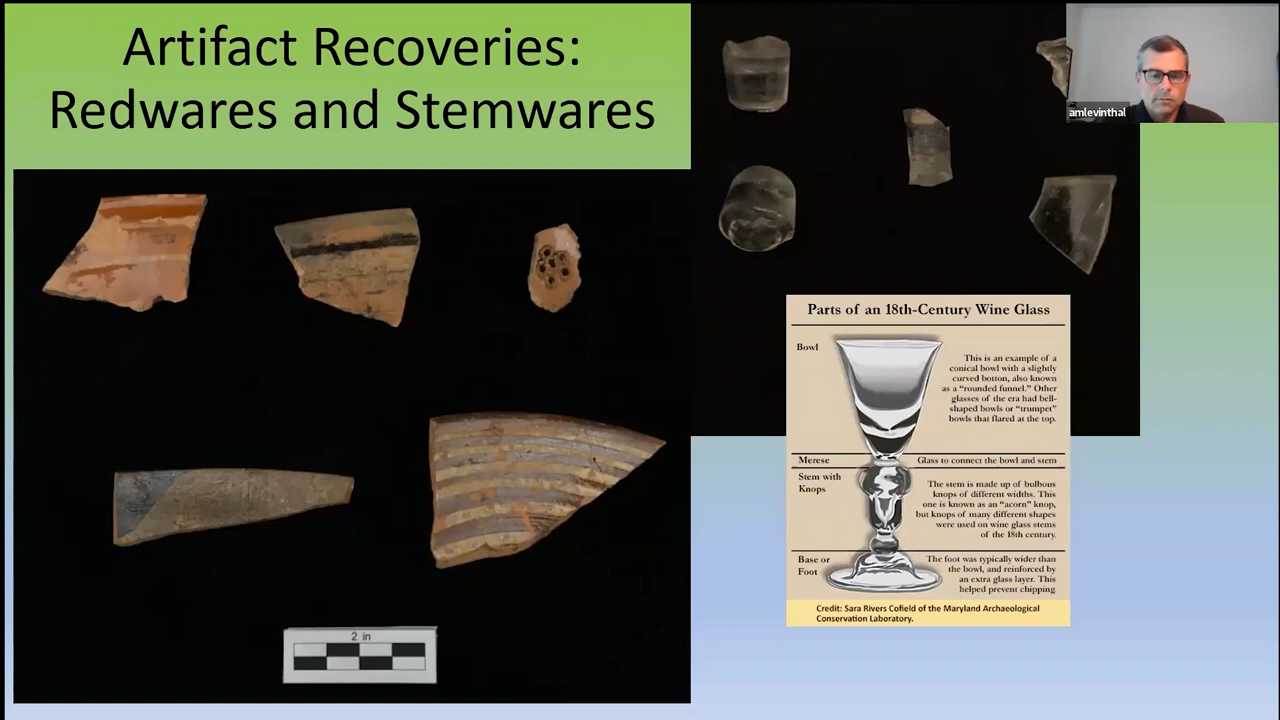 Artifact Recoveries:
Redwares and Stemwares
amlevinthal
Parts of an 18th-Century Wine Glass
Bowl
This is an example of a
conical bowl with a slightly
curved botton, also known
as a "rounded funnel." Other
glasses of the era had bell-
shaped bowls or "trumpet"
bowls that flared at the top.
Merese
Glass to connect the bowl and stem
Stem with
Knops
The stem is made up of bulbous
knops of different widths. This
one is known as an "acorn" knop,
but knops of many different shapes
were used on wine glass stems
of the 18th century.
Base or
Foot
The foot was typically wider than
the bowl, and reinforced by
an extra glass layer. This
helped prevent chipping
Credit: Sara Rivers Cofield of the Maryland Archaeological
Conservation Laboratory.
2 in